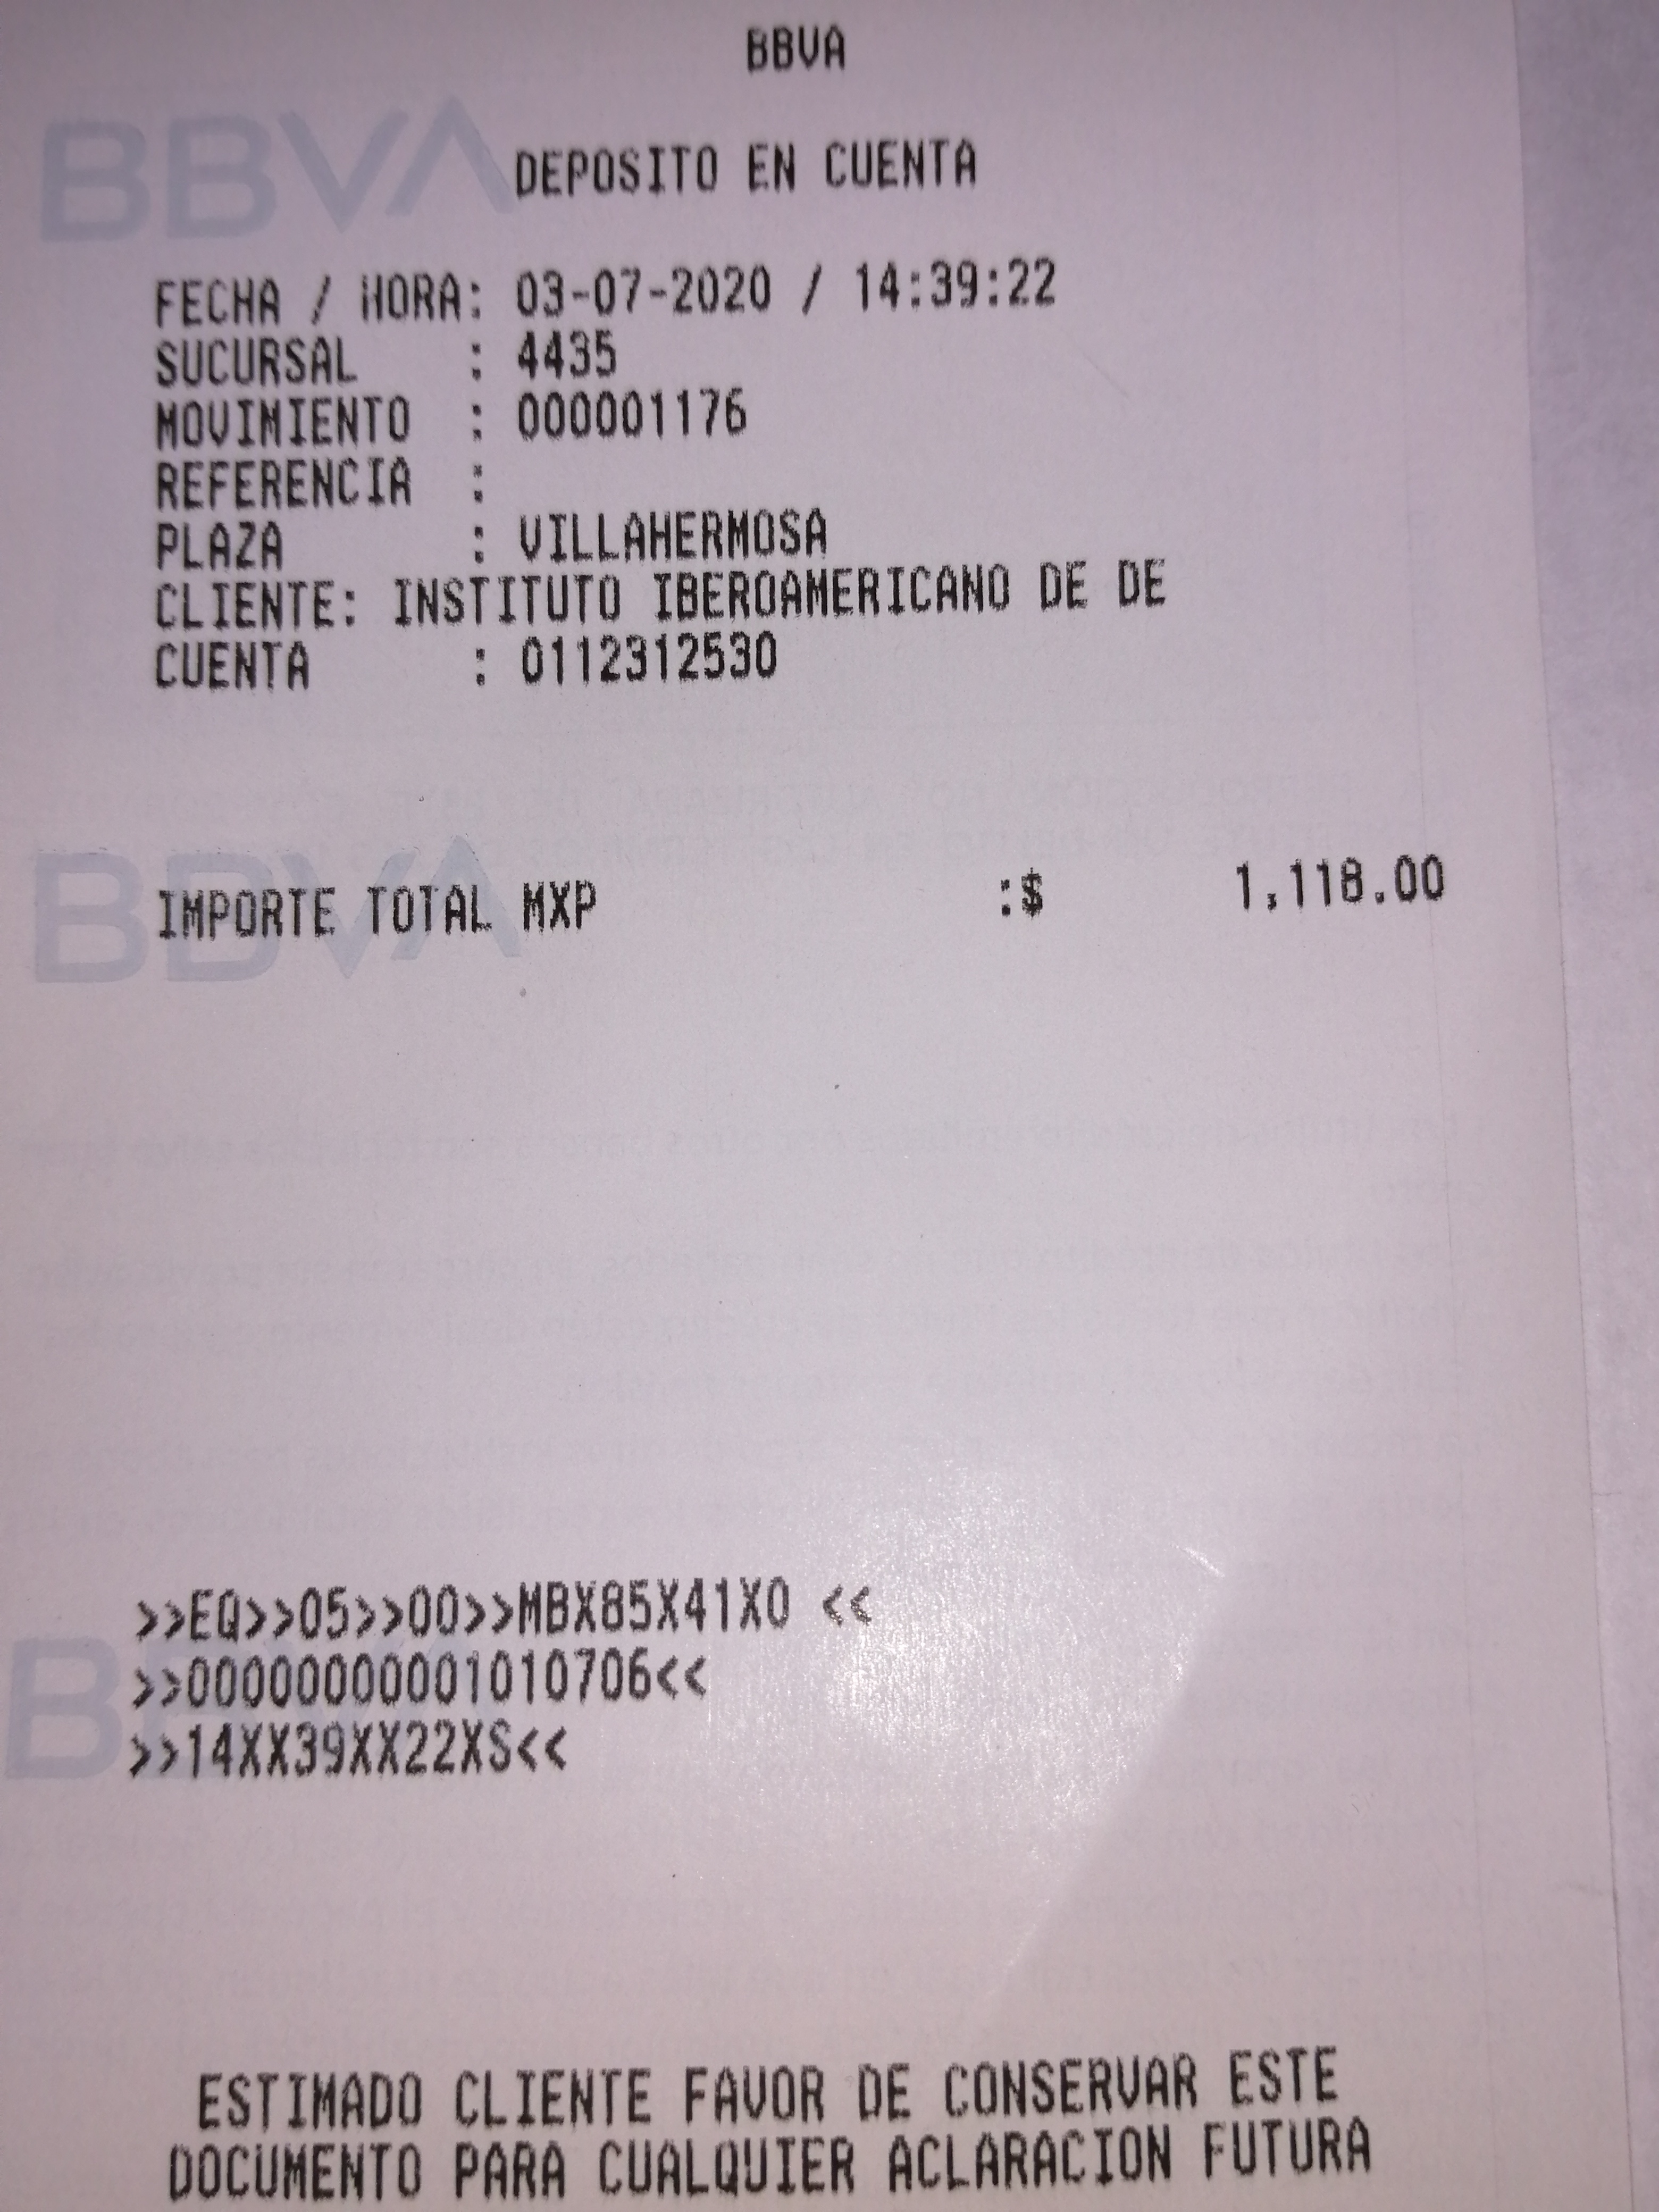 BBVA
BBVA
DEPOSITO EN CUENTA
FECHA / HORA: 03-07-2020 / 14:39:22
SUCURSAL : 4435
MOVIMIENTO : 000001176
REFERENCIA :
PLAZA : VILLAHERMOSA
CLIENTE: INSTITUTO IBEROAMERICANO DE DE
CUENTA : 0112312530
BBVA
IMPORTE TOTAL MXP :$ 1,118.00
>>EQ>>05>>00>>MBX85X41X0 <<
>>00000000001010706<<
>>14XX39XX22XS<<
ESTIMADO CLIENTE FAVOR DE CONSERVAR ESTE
DOCUMENTO PARA CUALQUIER ACLARACION FUTURA